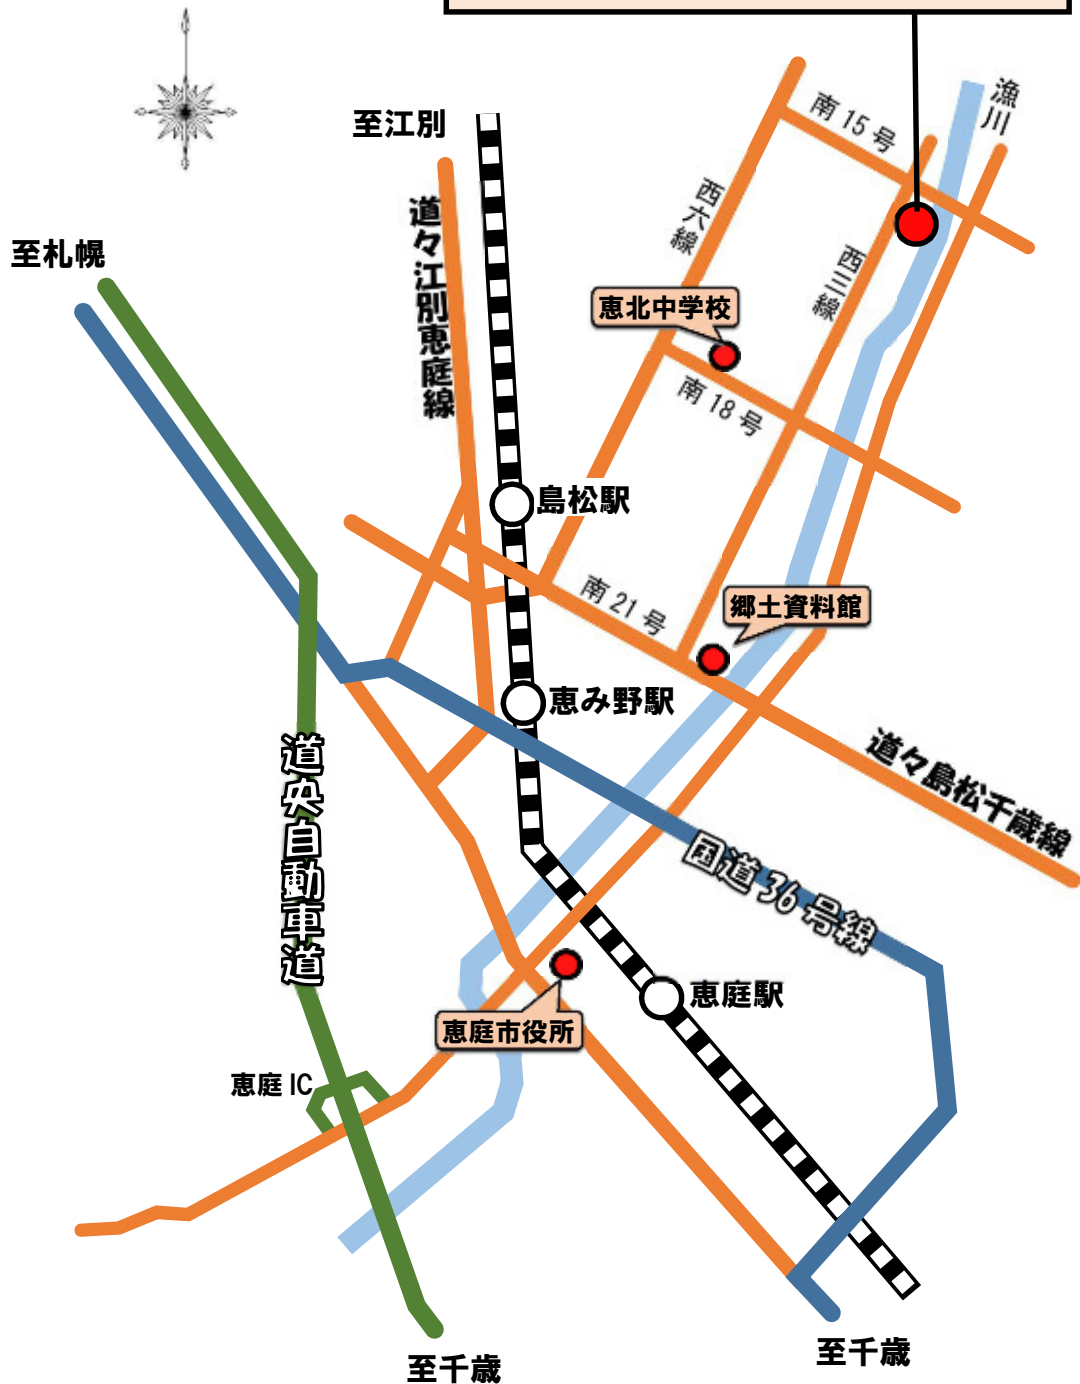 漁川
南15号
至江別
西六線
道々江別恵庭線
至札幌
西三線
恵北中学校
南18号
島松駅
南21号
郷土資料館
恵み野駅
道々島松千歳線
道央自動車道
国道36号線
恵庭駅
恵庭市役所
恵庭IC
至千歳
至千歳